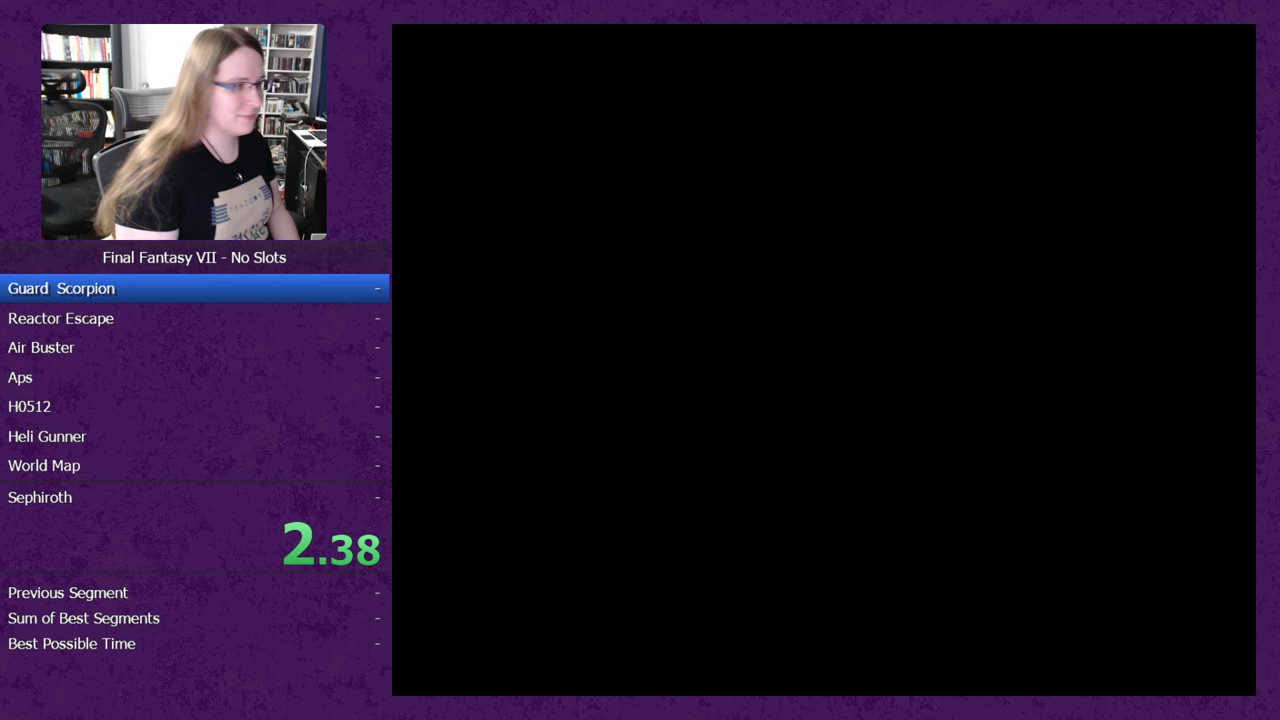 Final Fantasy VII - No Slots
Guard Scorpion -
Reactor Escape -
Air Buster -
Aps -
H0512 -
Heli Gunner -
World Map -
Sephiroth -
2.38
Previous Segment -
Sum of Best Segments -
Best Possible Time -